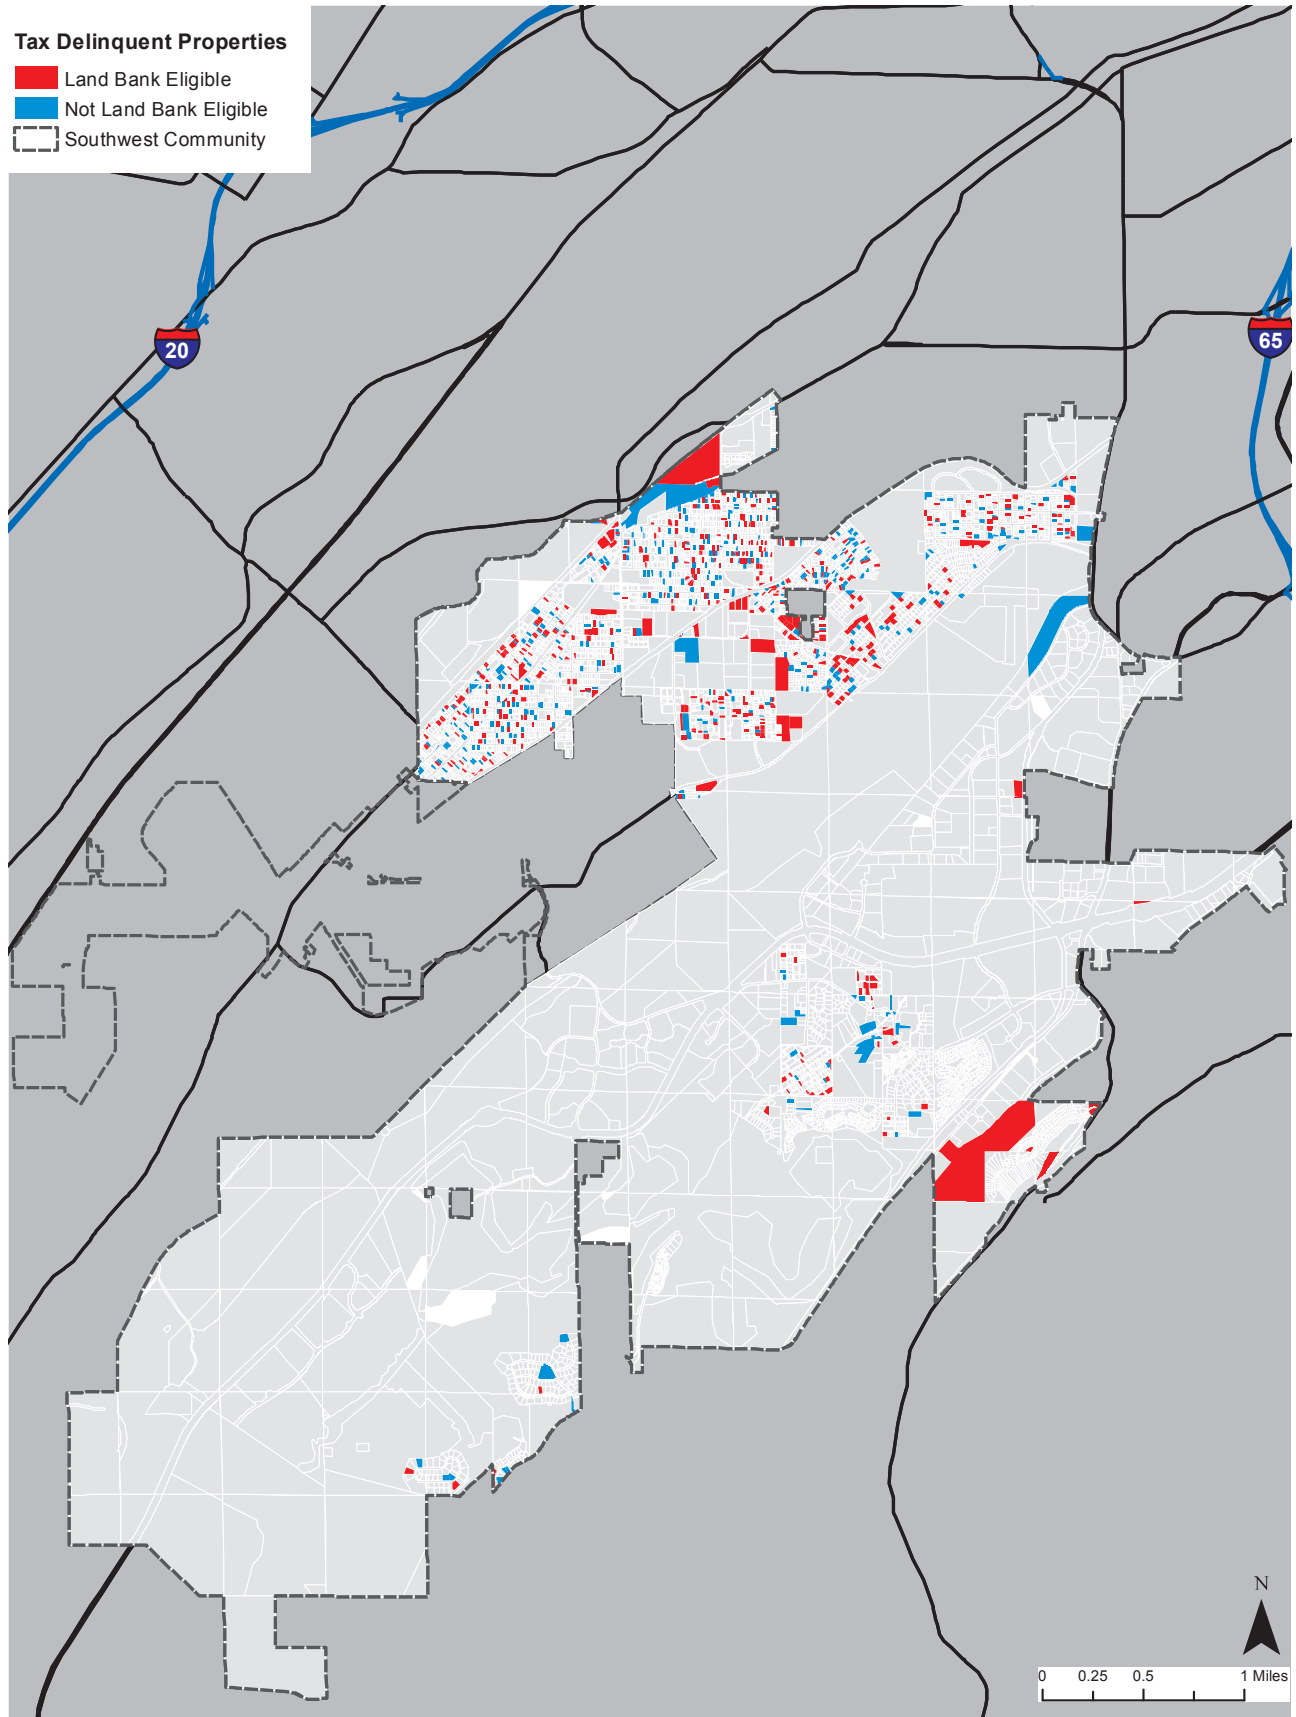 Tax Delinquent Properties
Land Bank Eligible
Not Land Bank Eligible
Southwest Community
20
65
N
0 0.25 0.5 1 Miles